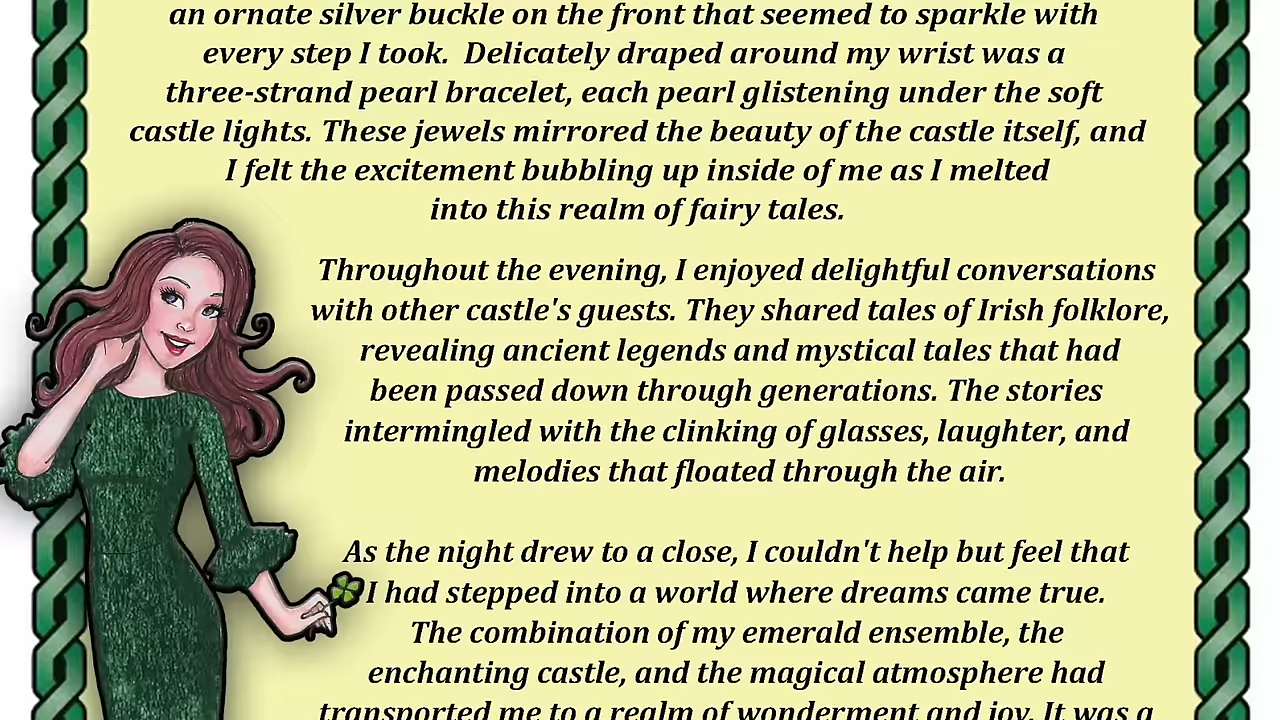 an ornate silver buckle on the front that seemed to sparkle with
every step I took.  Delicately draped around my wrist was a
three-strand pearl bracelet, each pearl glistening under the soft
castle lights. These jewels mirrored the beauty of the castle itself, and
I felt the excitement bubbling up inside of me as I melted
into this realm of fairy tales.
Throughout the evening, I enjoyed delightful conversations
with other castle's guests. They shared tales of Irish folklore,
revealing ancient legends and mystical tales that had
been passed down through generations. The stories
intermingled with the clinking of glasses, laughter, and
melodies that floated through the air.
As the night drew to a close, I couldn't help but feel that
I had stepped into a world where dreams came true.
The combination of my emerald ensemble, the
enchanting castle, and the magical atmosphere had
transported me to a realm of wonderment and joy. It was a